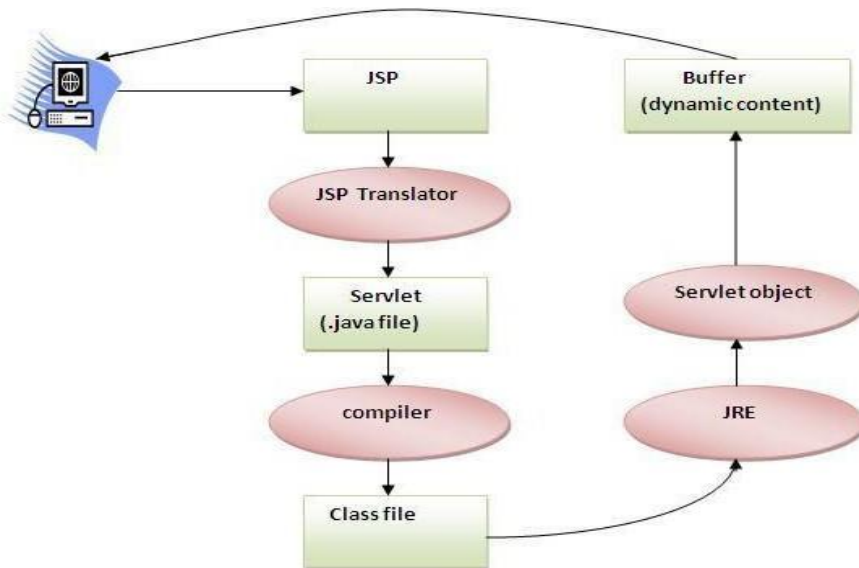 JSP
Buffer
(dynamic content)
JSP Translator
Servlet
(.java file)
Servlet object
compiler
JRE
Class file